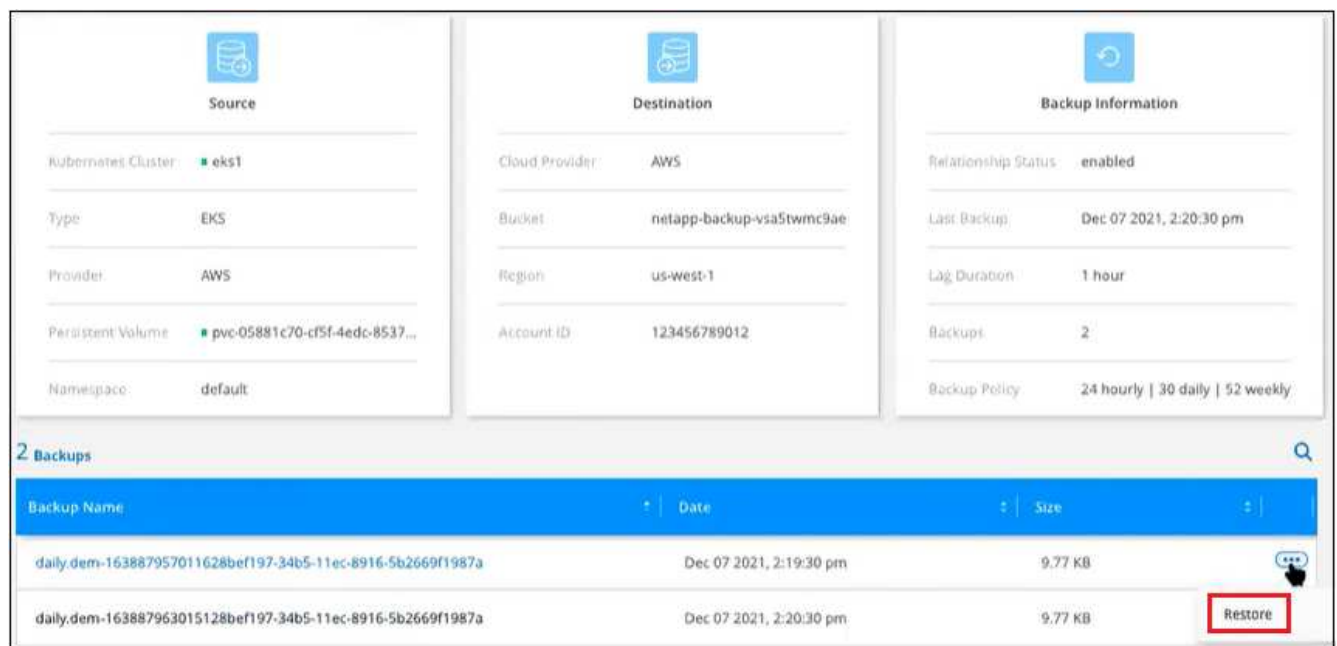 Source
Kubernetes Cluster eks1
Type EKS
Provider AWS
Persistent Volume pvc-05881c70-cf5f-4edc-8537...
Namespace default
Destination
Cloud Provider AWS
Bucket netapp-backup-vsa5twmc9ae
Region us-west-1
Account ID 123456789012
Backup Information
Relationship Status enabled
Last Backup Dec 07 2021, 2:20:30 pm
Lag Duration 1 hour
Backups 2
Backup Policy 24 hourly | 30 daily | 52 weekly
2 Backups
Backup Name Date Size
daily.dem-163887957011628bef197-34b5-11ec-8916-5b2669f1987a Dec 07 2021, 2:19:30 pm 9.77 KB
daily.dem-163887963015128bef197-34b5-11ec-8916-5b2669f1987a Dec 07 2021, 2:20:30 pm 9.77 KB
Restore